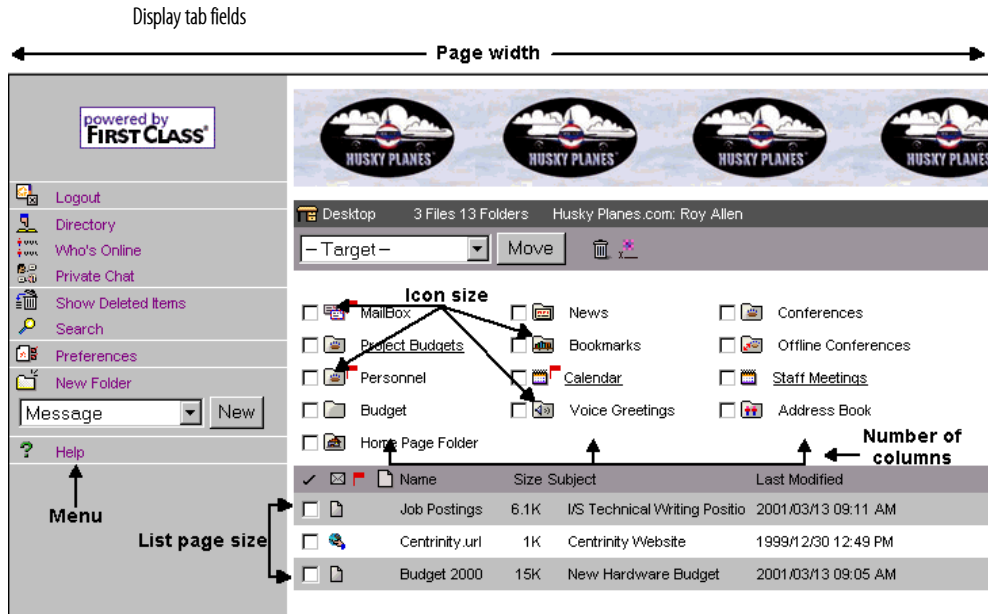 Display tab fields
Page width
powered by
FIRST CLASS®
HUSKY PLANES HUSKY PLANES HUSKY PLANES HUSKY PLANES
Logout
Directory
Who's Online
Private Chat
Show Deleted Items
Search
Preferences
New Folder
Message New
Help
Menu
List page size
Desktop 3 Files 13 Folders Husky Planes.com: Roy Allen
-- Target -- Move
Icon size
MailBox News Conferences
Project Budgets Bookmarks Offline Conferences
Personnel Calendar Staff Meetings
Budget Voice Greetings Address Book
Home Page Folder
Number of
columns
Name Size Subject Last Modified
Job Postings 6.1K I/S Technical Writing Positio 2001/03/13 09:11 AM
Centrinity.url 1K Centrinity Website 1999/12/30 12:49 PM
Budget 2000 15K New Hardware Budget 2001/03/13 09:05 AM